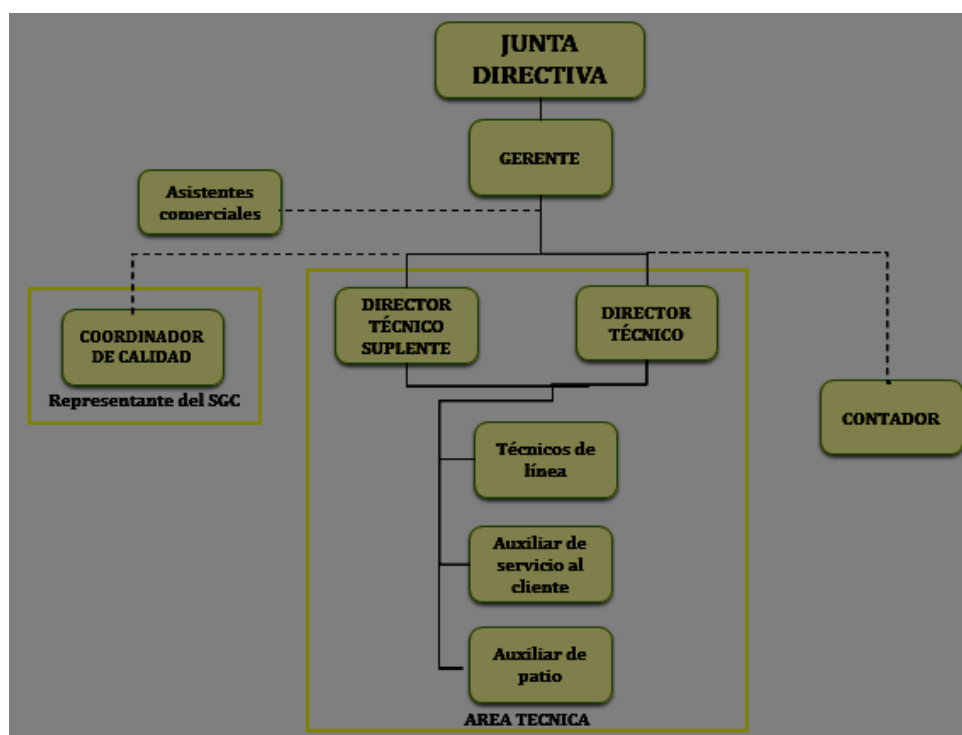 JUNTA
DIRECTIVA
GERENTE
Asistentes
comerciales
DIRECTOR
TÉCNICO
SUPLENTE
DIRECTOR
TÉCNICO
COORDINADOR
DE CALIDAD
Representante del SGC
CONTADOR
Técnicos de
línea
Auxiliar de
servicio al
cliente
Auxiliar de
patio
AREA TECNICA